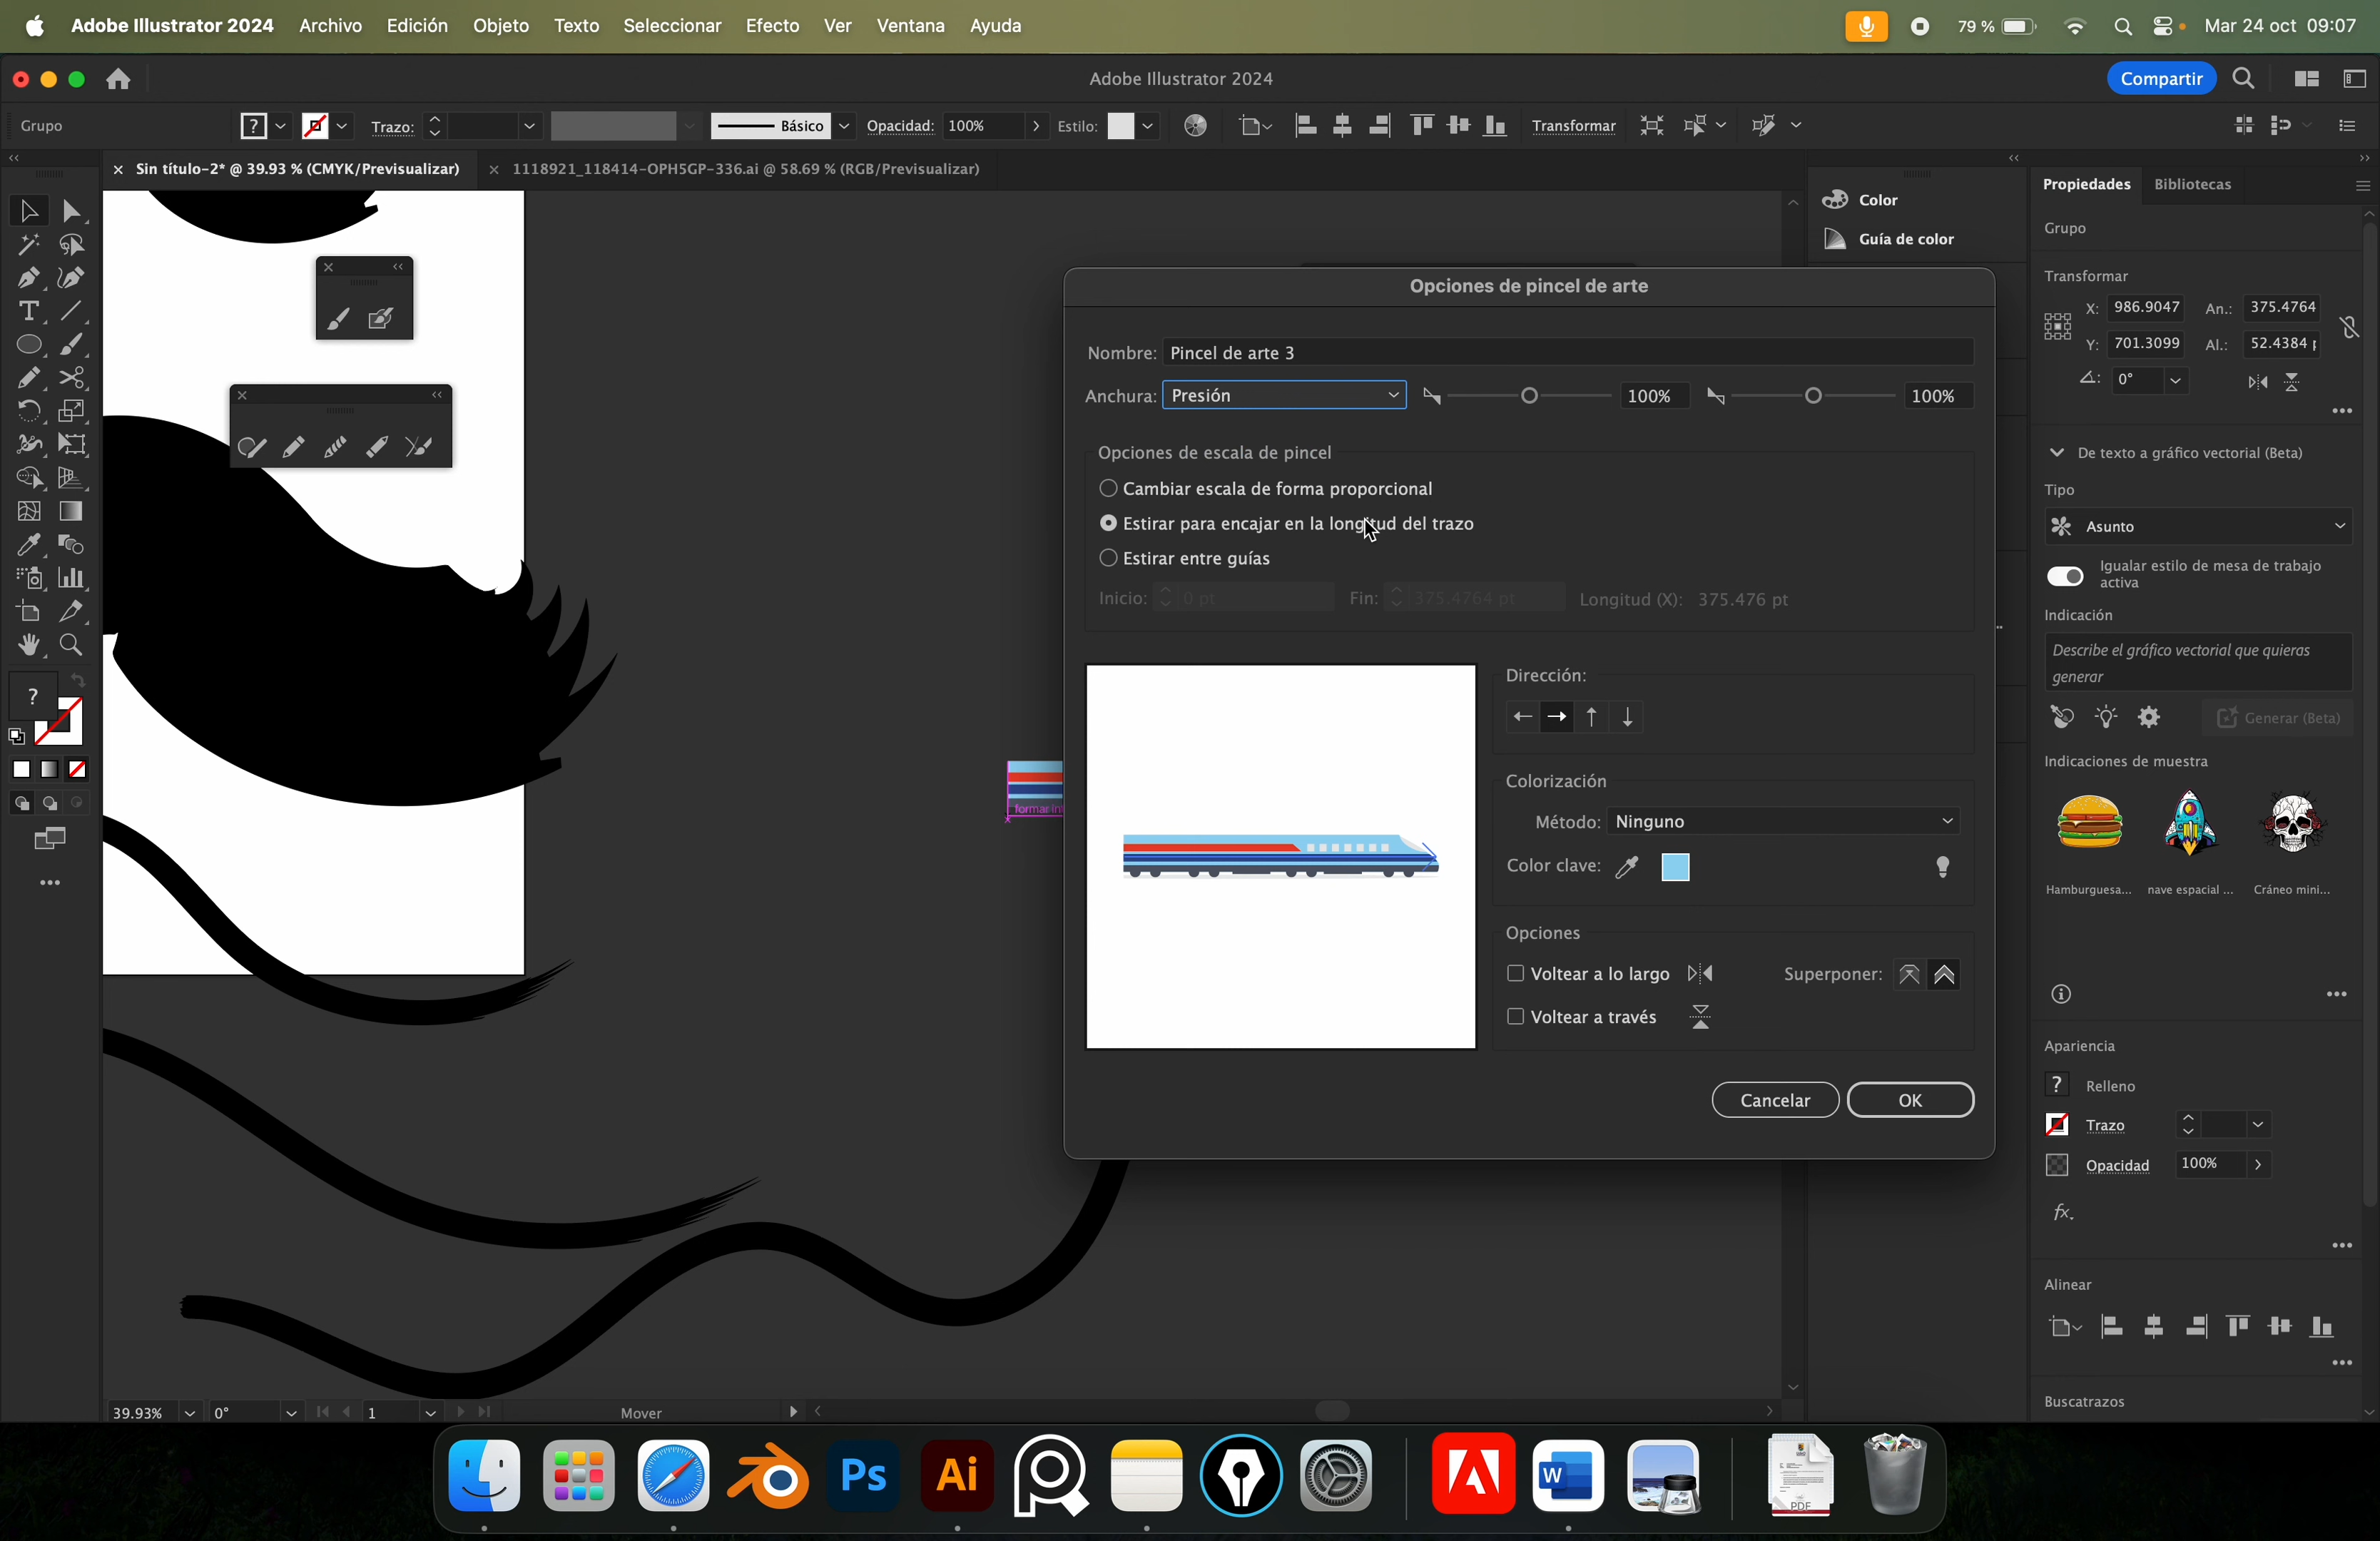 Adobe Illustrator 2024 Archivo Edición Objeto Texto Seleccionar Efecto Ver Ventana Ayuda 79 % Mar 24 oct 09:07
Adobe Illustrator 2024 Compartir
Grupo ? Trazo: Básico Opacidad: 100% Estilo: Transformar
Sin título-2* @ 39.93 % (CMYK/Previsualizar) 1118921_118414-OPH5GP-336.ai @ 58.69 % (RGB/Previsualizar)
Color
Guía de color
Propiedades Bibliotecas
Grupo
Transformar
X: 986.9047 An.: 375.4764
Y: 701.3099 Al.: 52.4384 p
0°
De texto a gráfico vectorial (Beta)
Tipo
Asunto
Igualar estilo de mesa de trabajo
activa
Indicación
Describe el gráfico vectorial que quieras
generar
Generar (Beta)
Indicaciones de muestra
Hamburguesa... nave espacial ... Cráneo mini...
Apariencia
? Relleno
Trazo
Opacidad 100%
fx.
Alinear
Buscatrazos
Opciones de pincel de arte
Nombre: Pincel de arte 3
Anchura: Presión 100% 100%
Opciones de escala de pincel
Cambiar escala de forma proporcional
Estirar para encajar en la longitud del trazo
Estirar entre guías
Inicio: 0 pt Fin: 375.4764 pt Longitud (X): 375.476 pt
Dirección:
Colorización
Método: Ninguno
Color clave:
Opciones
Voltear a lo largo Superponer:
Voltear a través
Cancelar OK
formar in
?
39.93% 0° 1 Mover
Ps Ai W PDF